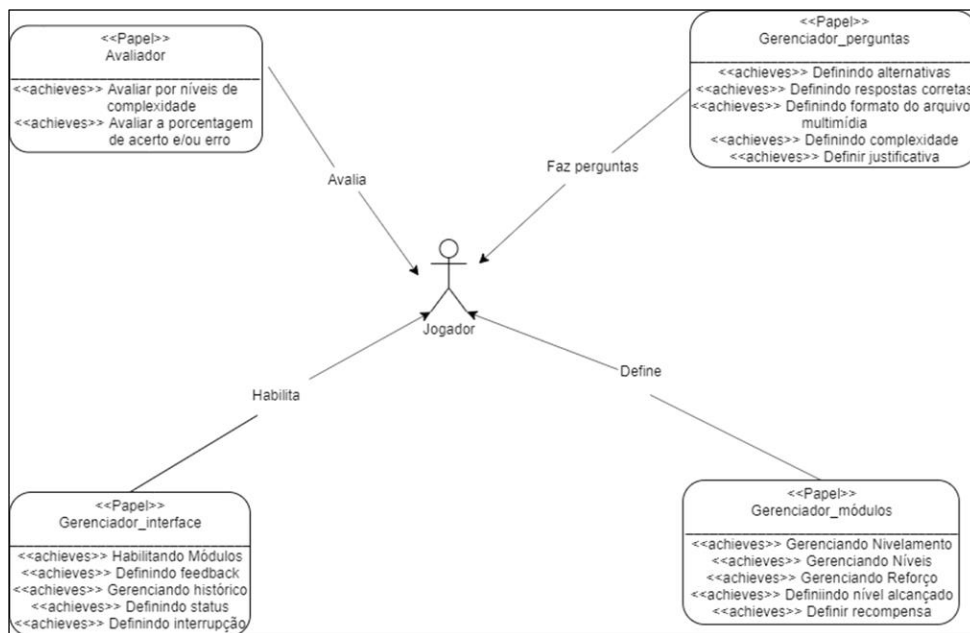 <<Papel>>
Avaliador
<<achieves>> Avaliar por níveis de
complexidade
<<achieves>> Avaliar a porcentagem
de acerto e/ou erro
<<Papel>>
Gerenciador_perguntas
<<achieves>> Definindo alternativas
<<achieves>> Definindo respostas corretas
<<achieves>> Definindo formato do arquivo
multimídia
<<achieves>> Definindo complexidade
<<achieves>> Definir justificativa
Avalia
Faz perguntas
Jogador
Habilita
Define
<<Papel>>
Gerenciador_interface
<<achieves>> Habilitando Módulos
<<achieves>> Definindo feedback
<<achieves>> Gerenciando histórico
<<achieves>> Definindo status
<<achieves>> Definindo interrupção
<<Papel>>
Gerenciador_módulos
<<achieves>> Gerenciando Nivelamento
<<achieves>> Gerenciando Níveis
<<achieves>> Gerenciando Reforço
<<achieves>> Definiindo nível alcançado
<<achieves>> Definir recompensa